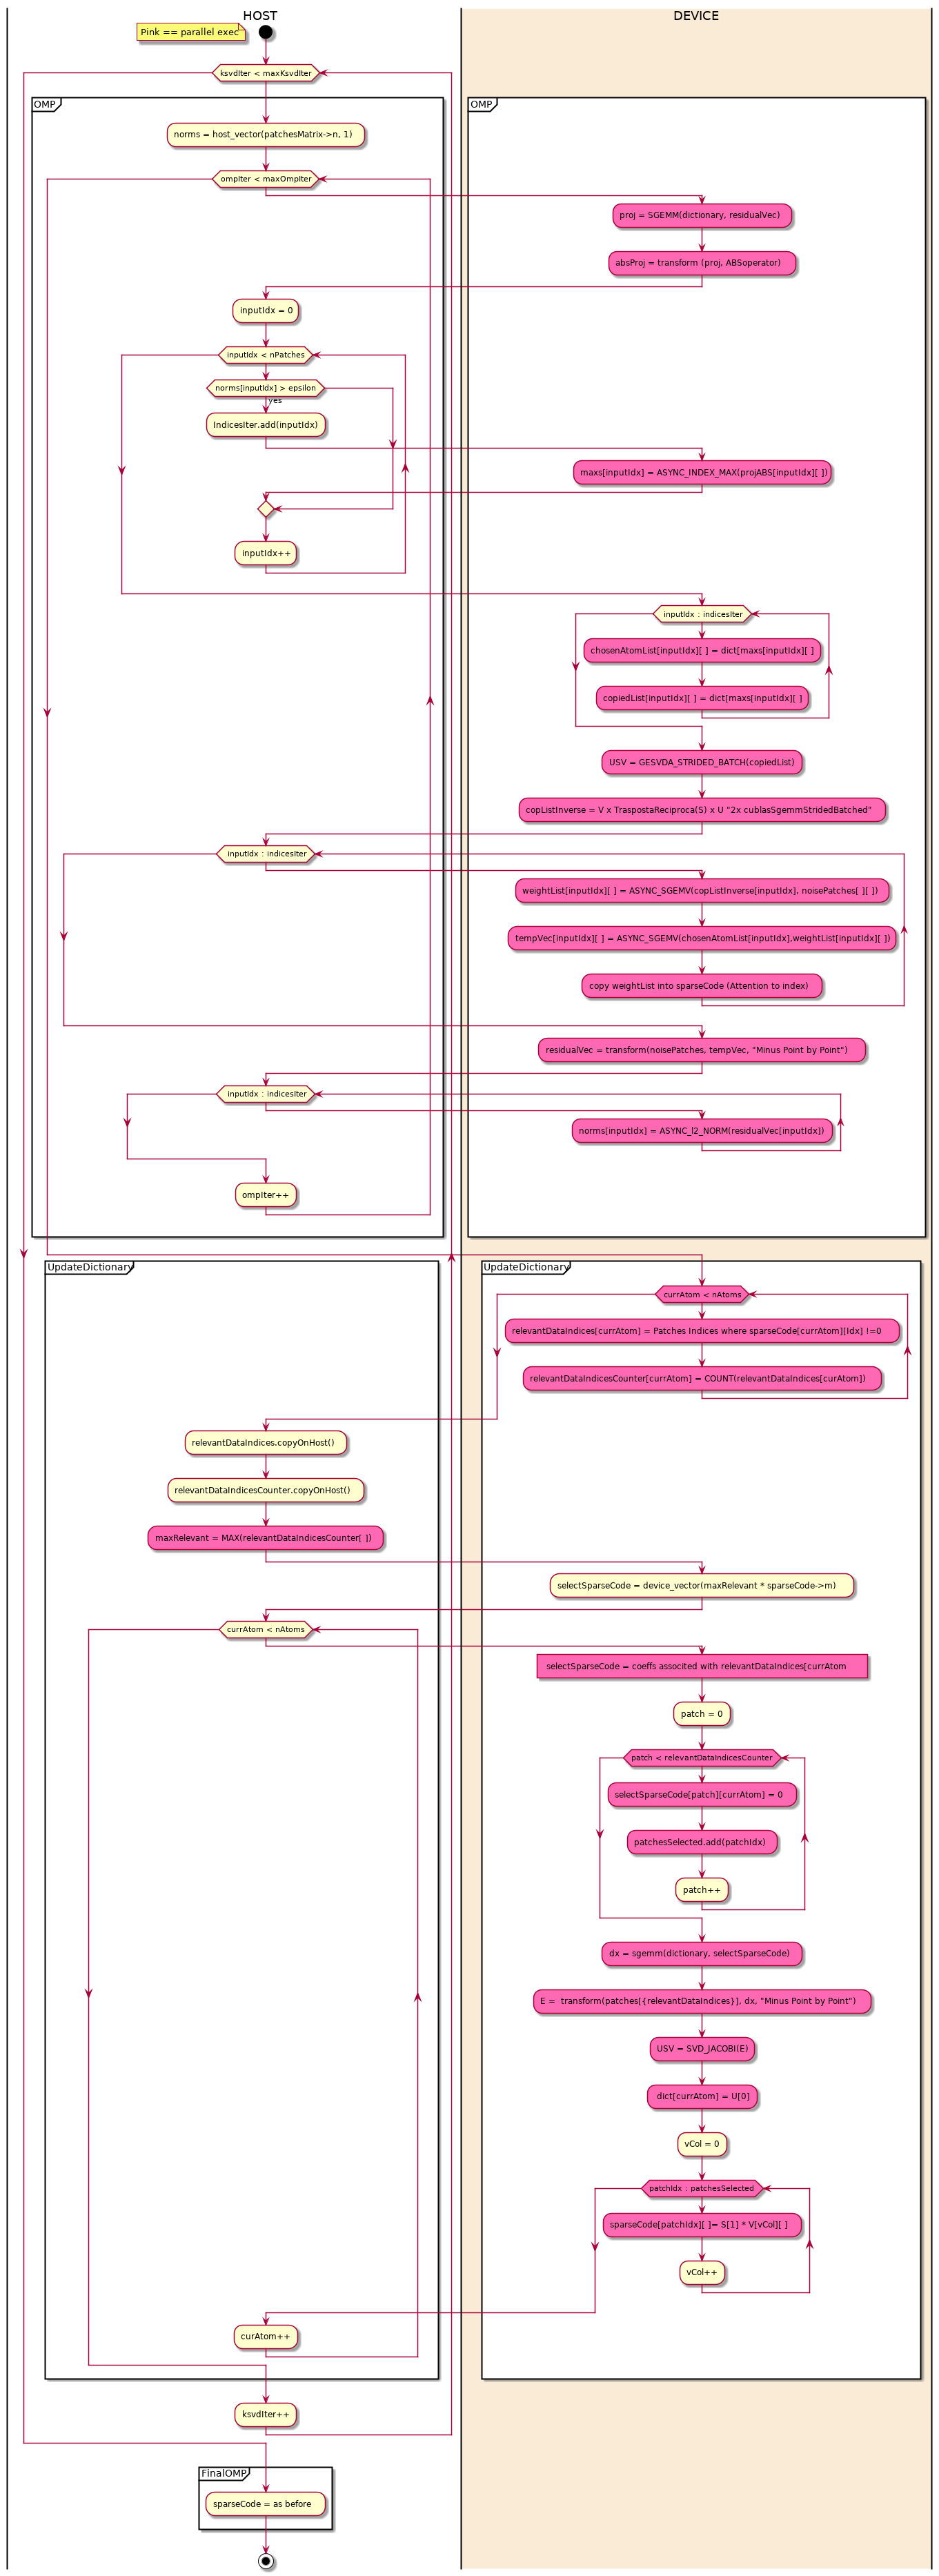 HOST
DEVICE
Pink == parallel exec
ksvdIter < maxKsvdIter
OMP
OMP
norms = host_vector(patchesMatrix->n, 1)
ompIter < maxOmpIter
proj = SGEMM(dictionary, residualVec)
absProj = transform (proj, ABSoperator)
inputIdx = 0
inputIdx < nPatches
norms[inputIdx] > epsilon
yes
IndicesIter.add(inputIdx)
maxs[inputIdx] = ASYNC_INDEX_MAX(projABS[inputIdx][ ])
inputIdx++
inputIdx : indicesIter
chosenAtomList[inputIdx][ ] = dict[maxs[inputIdx][ ]
copiedList[inputIdx][ ] = dict[maxs[inputIdx][ ]
USV = GESVDA_STRIDED_BATCH(copiedList)
copListInverse = V x TraspostaReciproca(S) x U "2x cublasSgemmStridedBatched"
inputIdx : indicesIter
weightList[inputIdx][ ] = ASYNC_SGEMV(copListInverse[inputIdx], noisePatches[ ][ ])
tempVec[inputIdx][ ] = ASYNC_SGEMV(chosenAtomList[inputIdx],weightList[inputIdx][ ])
copy weightList into sparseCode (Attention to index)
residualVec = transform(noisePatches, tempVec, "Minus Point by Point")
inputIdx : indicesIter
norms[inputIdx] = ASYNC_l2_NORM(residualVec[inputIdx])
ompIter++
UpdateDictionary
UpdateDictionary
currAtom < nAtoms
relevantDataIndices[currAtom] = Patches Indices where sparseCode[currAtom][Idx] !=0
relevantDataIndicesCounter[currAtom] = COUNT(relevantDataIndices[curAtom])
relevantDataIndices.copyOnHost()
relevantDataIndicesCounter.copyOnHost()
maxRelevant = MAX(relevantDataIndicesCounter[ ])
selectSparseCode = device_vector(maxRelevant * sparseCode->m)
currAtom < nAtoms
selectSparseCode = coeffs associted with relevantDataIndices[currAtom
patch = 0
patch < relevantDataIndicesCounter
selectSparseCode[patch][currAtom] = 0
patchesSelected.add(patchIdx)
patch++
dx = sgemm(dictionary, selectSparseCode)
E =  transform(patches[{relevantDataIndices}], dx, "Minus Point by Point")
USV = SVD_JACOBI(E)
dict[currAtom] = U[0]
vCol = 0
patchIdx : patchesSelected
sparseCode[patchIdx][ ]= S[1] * V[vCol][ ]
vCol++
curAtom++
ksvdIter++
FinalOMP
sparseCode = as before